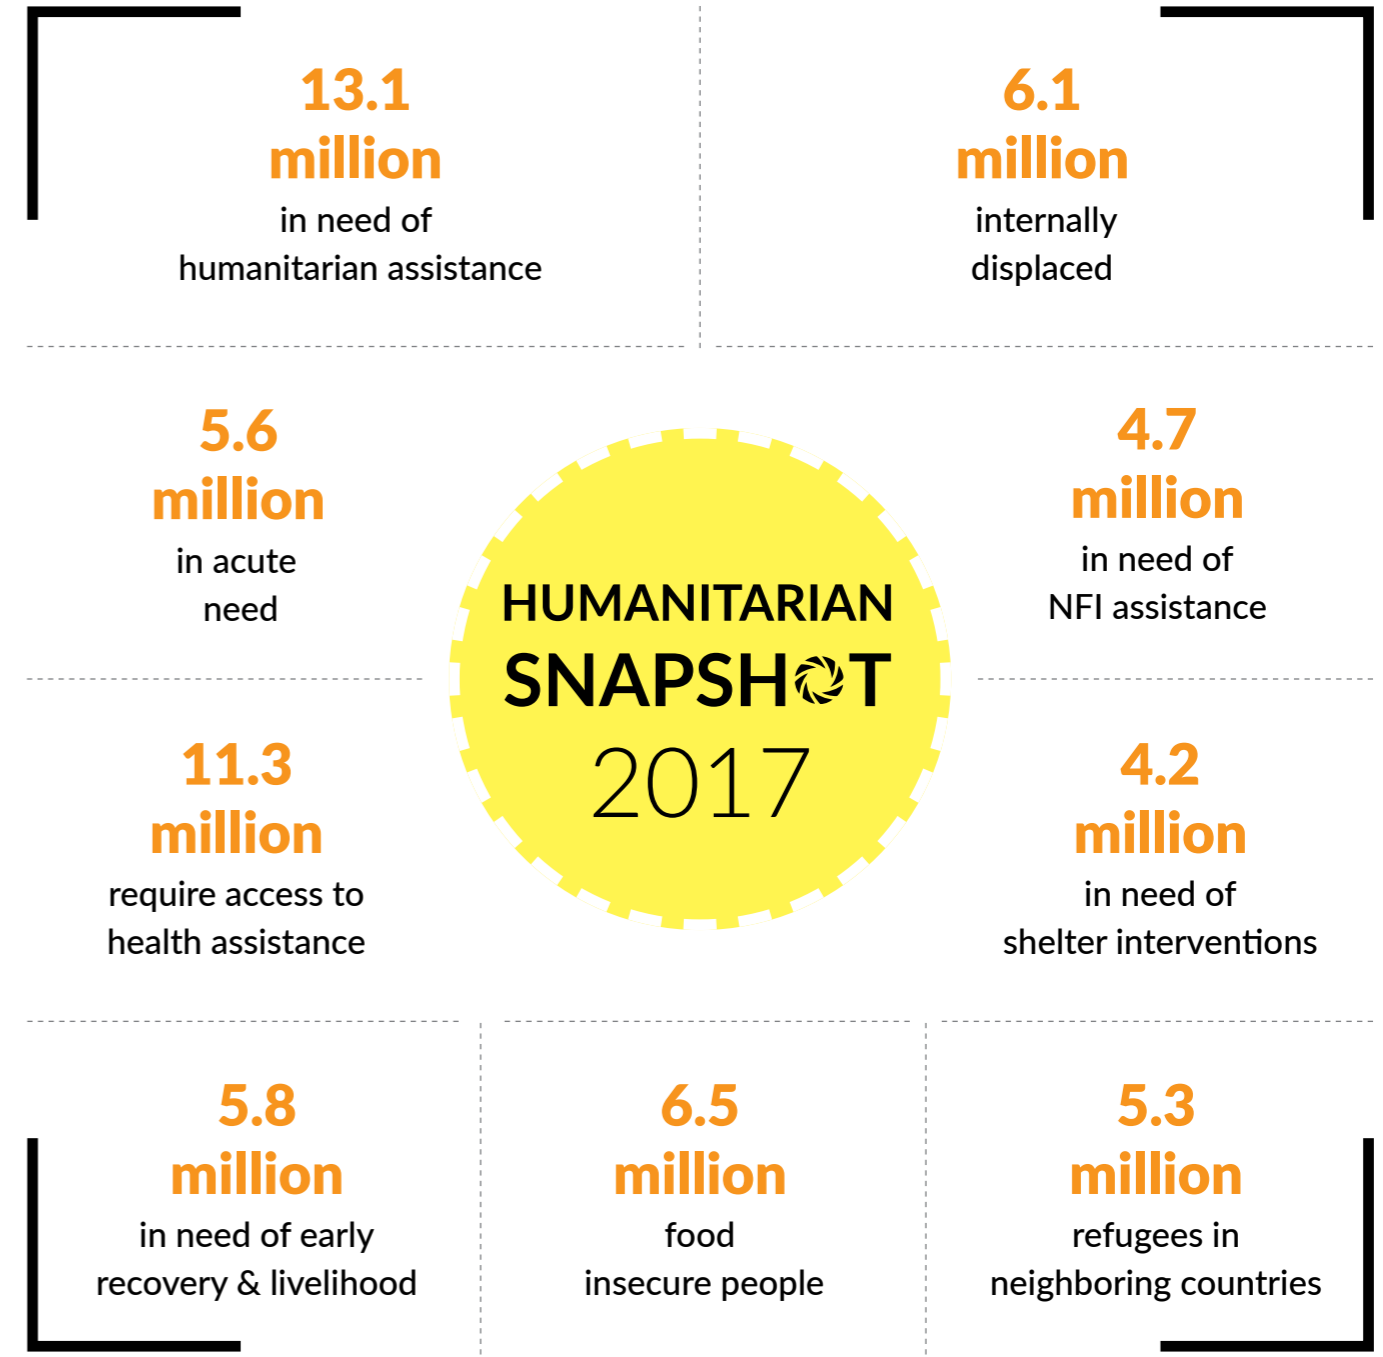 13.1
million
in need of
humanitarian assistance
6.1
million
internally
displaced
5.6
million
in acute
need
HUMANITARIAN
SNAPSHOT
2017
4.7
million
in need of
NFI assistance
11.3
million
require access to
health assistance
4.2
million
in need of
shelter interventions
5.8
million
in need of early
recovery & livelihood
6.5
million
food
insecure people
5.3
million
refugees in
neighboring countries